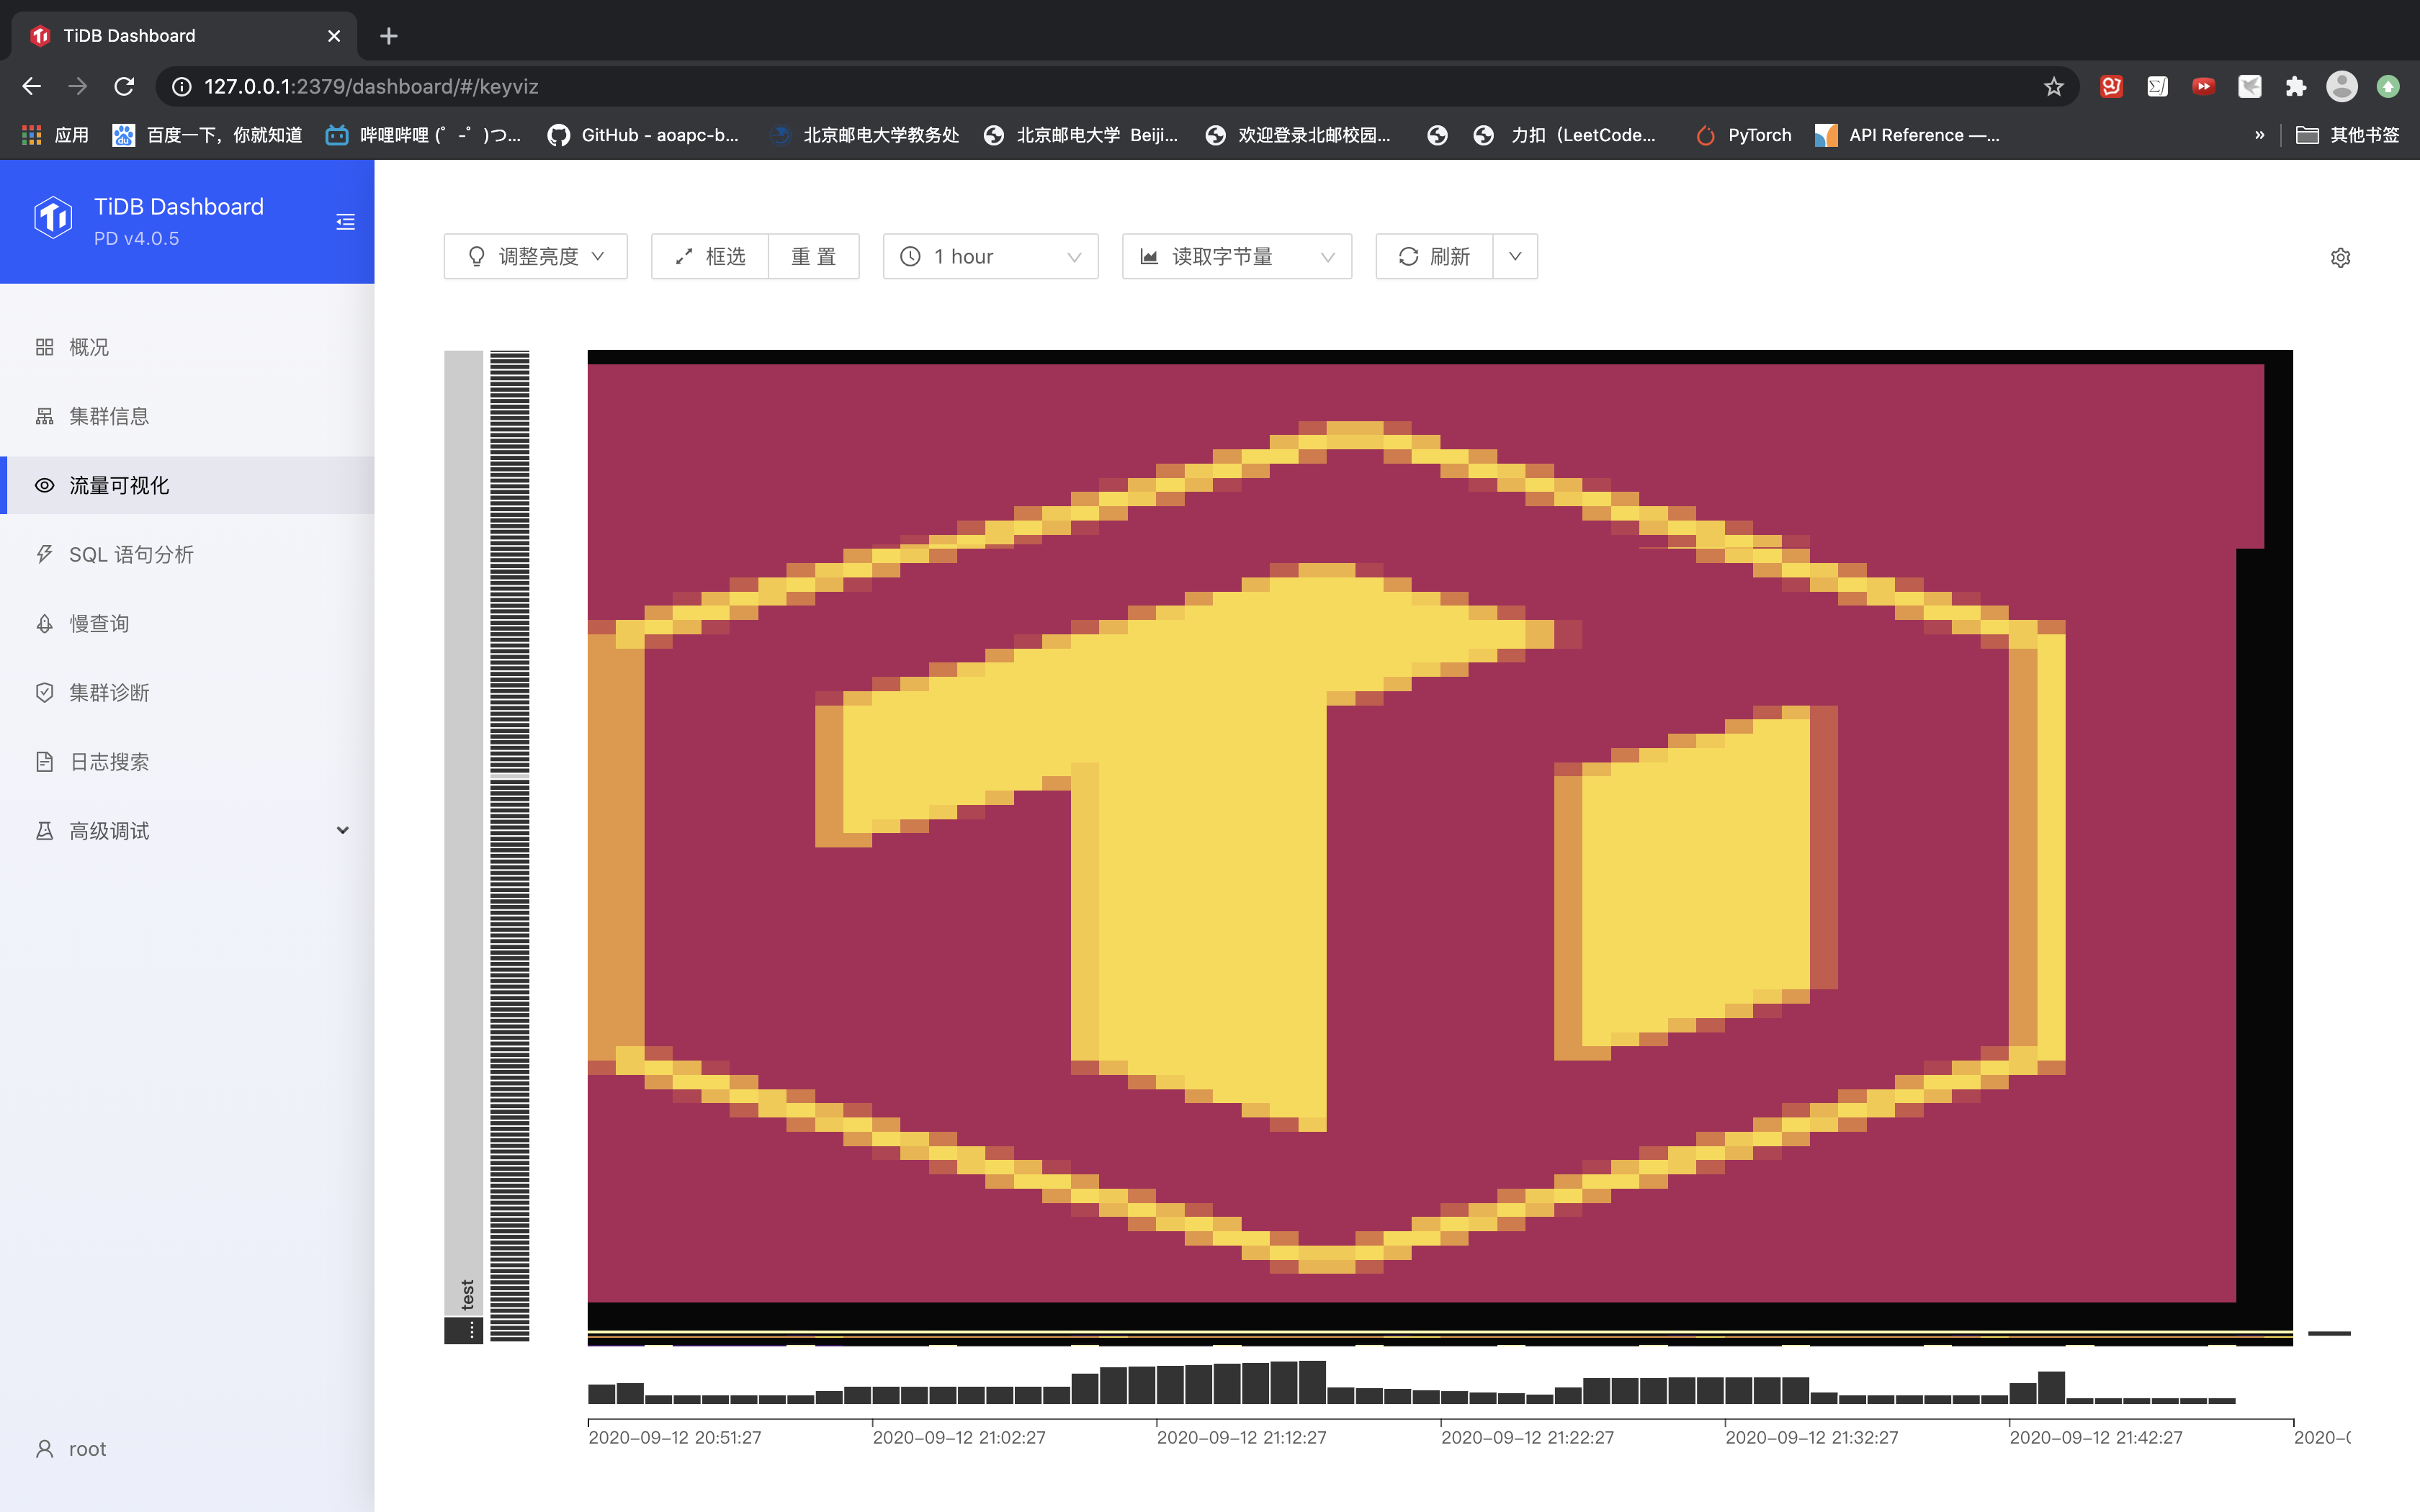 TiDB Dashboard
127.0.0.1:2379/dashboard/#/keyviz
应用
百度一下，你就知道
哔哩哔哩 (゜-゜)つ...
GitHub - aoapc-b...
北京邮电大学教务处
北京邮电大学 Beiji...
欢迎登录北邮校园...
力扣（LeetCode...
PyTorch
API Reference —...
»
其他书签
TiDB Dashboard
PD v4.0.5
概况
集群信息
流量可视化
SQL 语句分析
慢查询
集群诊断
日志搜索
高级调试
root
调整亮度
框选
重 置
1 hour
读取字节量
刷新
test
2020-09-12 20:51:27
2020-09-12 21:02:27
2020-09-12 21:12:27
2020-09-12 21:22:27
2020-09-12 21:32:27
2020-09-12 21:42:27
2020-